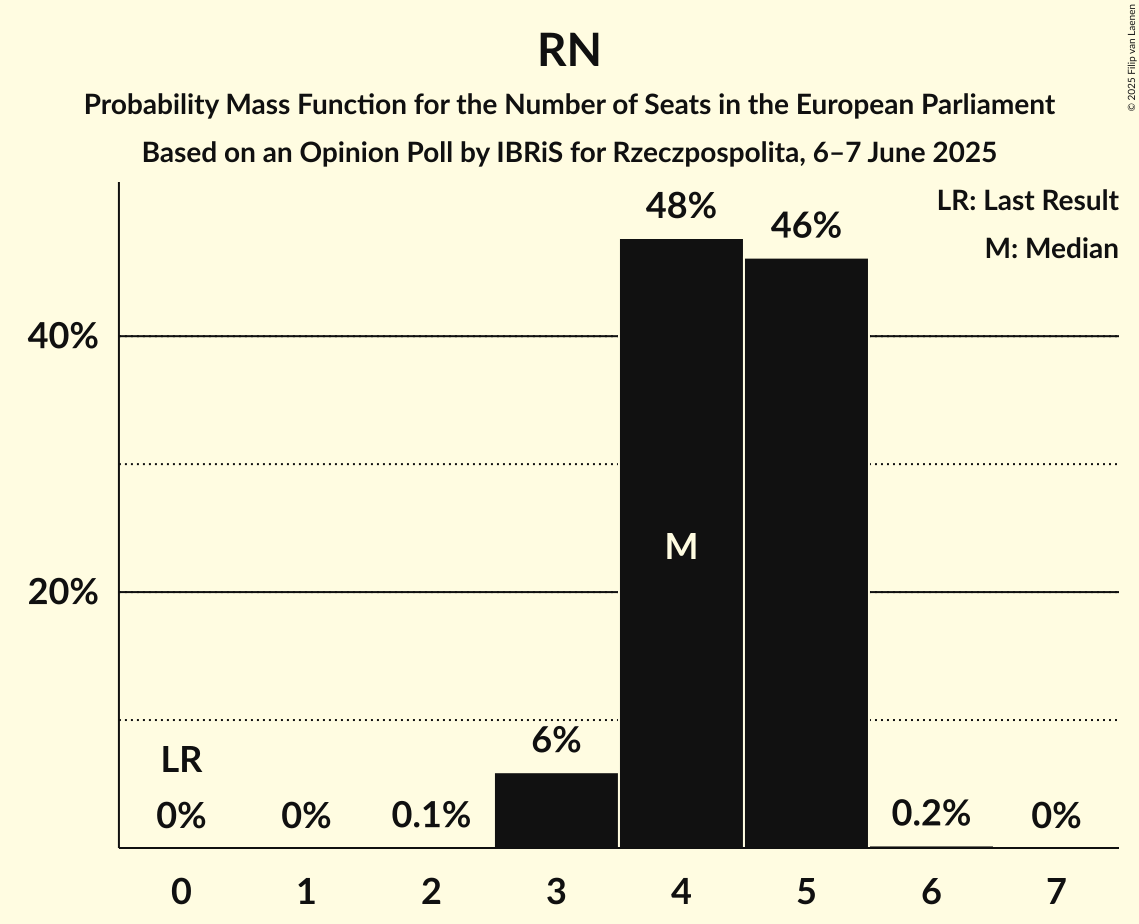 RN
Probability Mass Function for the Number of Seats in the European Parliament
Based on an Opinion Poll by IBRiS for Rzeczpospolita, 6–7 June 2025
© 2025 Filip van Laenen
LR: Last Result
M: Median
48%
46%
40%
M
20%
6%
LR
0%
0%
0.1%
0.2%
0%
0 1 2 3 4 5 6 7